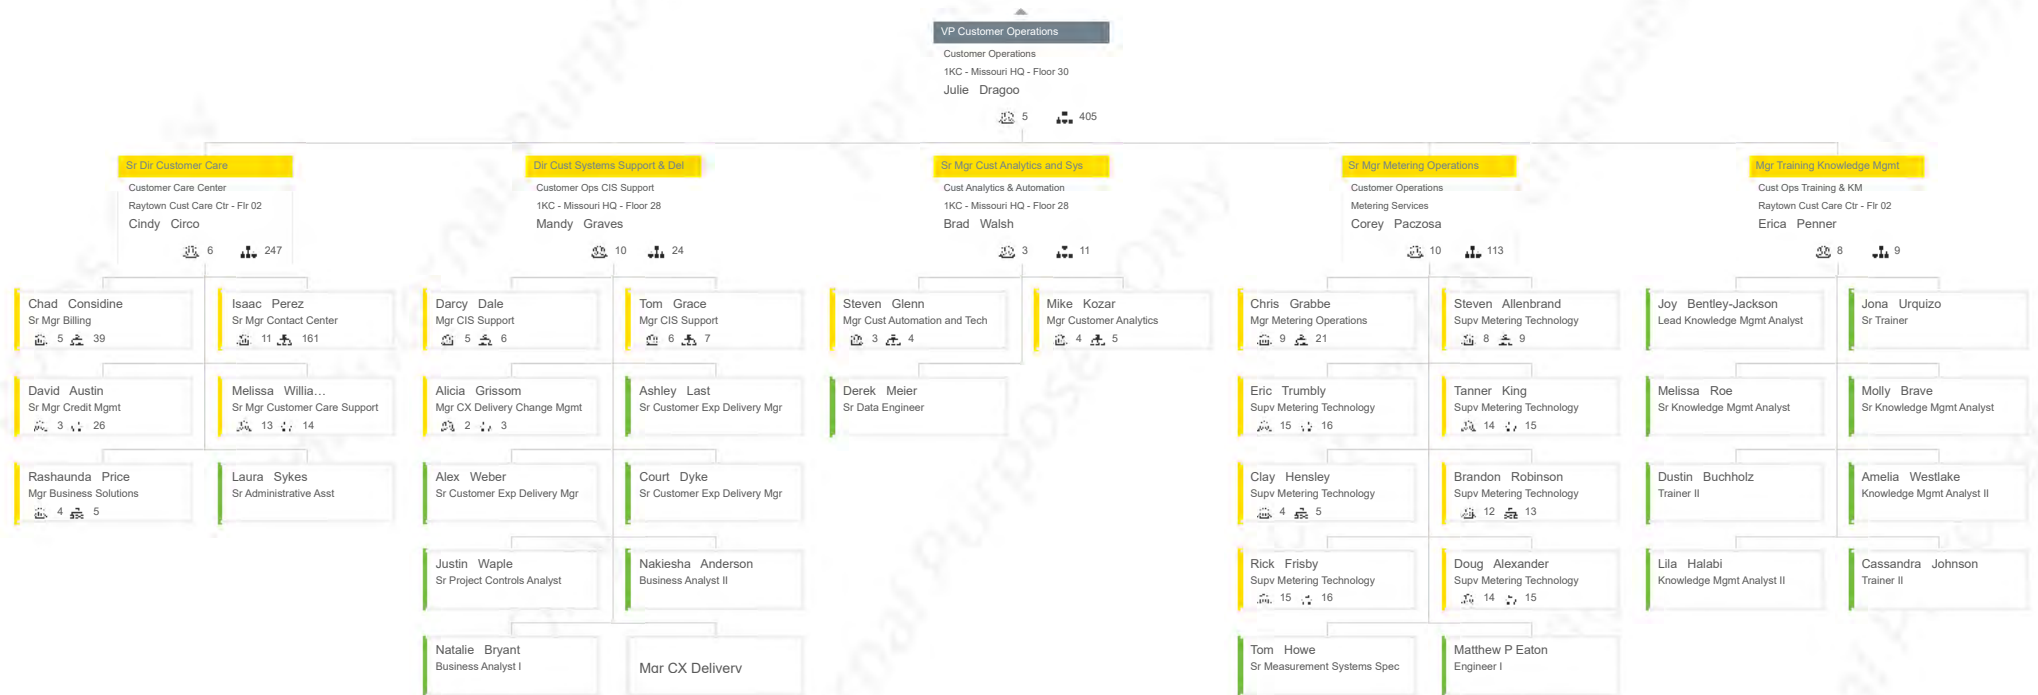 VP Customer Operations
Customer Operations
1KC - Missouri HQ - Floor 30
Julie Dragoo
5 405
Sr Dir Customer Care
Customer Care Center
Raytown Cust Care Ctr - Flr 02
Cindy Circo
6 247
Dir Cust Systems Support & Del
Customer Ops CIS Support
1KC - Missouri HQ - Floor 28
Mandy Graves
10 24
Sr Mgr Cust Analytics and Sys
Cust Analytics & Automation
1KC - Missouri HQ - Floor 28
Brad Walsh
3 11
Sr Mgr Metering Operations
Customer Operations
Metering Services
Corey Paczosa
10 113
Mgr Training Knowledge Mgmt
Cust Ops Training & KM
Raytown Cust Care Ctr - Flr 02
Erica Penner
8 9
Chad Considine
Sr Mgr Billing
5 39
Isaac Perez
Sr Mgr Contact Center
11 161
David Austin
Sr Mgr Credit Mgmt
3 26
Melissa Willia...
Sr Mgr Customer Care Support
13 14
Rashaunda Price
Mgr Business Solutions
4 5
Laura Sykes
Sr Administrative Asst
Darcy Dale
Mgr CIS Support
5 6
Tom Grace
Mgr CIS Support
6 7
Alicia Grissom
Mgr CX Delivery Change Mgmt
2 3
Ashley Last
Sr Customer Exp Delivery Mgr
Alex Weber
Sr Customer Exp Delivery Mgr
Court Dyke
Sr Customer Exp Delivery Mgr
Justin Waple
Sr Project Controls Analyst
Nakiesha Anderson
Business Analyst II
Natalie Bryant
Business Analyst I
Mgr CX Delivery
Steven Glenn
Mgr Cust Automation and Tech
3 4
Mike Kozar
Mgr Customer Analytics
4 5
Derek Meier
Sr Data Engineer
Chris Grabbe
Mgr Metering Operations
9 21
Steven Allenbrand
Supv Metering Technology
8 9
Eric Trumbly
Supv Metering Technology
15 16
Tanner King
Supv Metering Technology
14 15
Clay Hensley
Supv Metering Technology
4 5
Brandon Robinson
Supv Metering Technology
12 13
Rick Frisby
Supv Metering Technology
15 16
Doug Alexander
Supv Metering Technology
14 15
Tom Howe
Sr Measurement Systems Spec
Matthew P Eaton
Engineer I
Joy Bentley-Jackson
Lead Knowledge Mgmt Analyst
Jona Urquizo
Sr Trainer
Melissa Roe
Sr Knowledge Mgmt Analyst
Molly Brave
Sr Knowledge Mgmt Analyst
Dustin Buchholz
Trainer II
Amelia Westlake
Knowledge Mgmt Analyst II
Lila Halabi
Knowledge Mgmt Analyst II
Cassandra Johnson
Trainer II